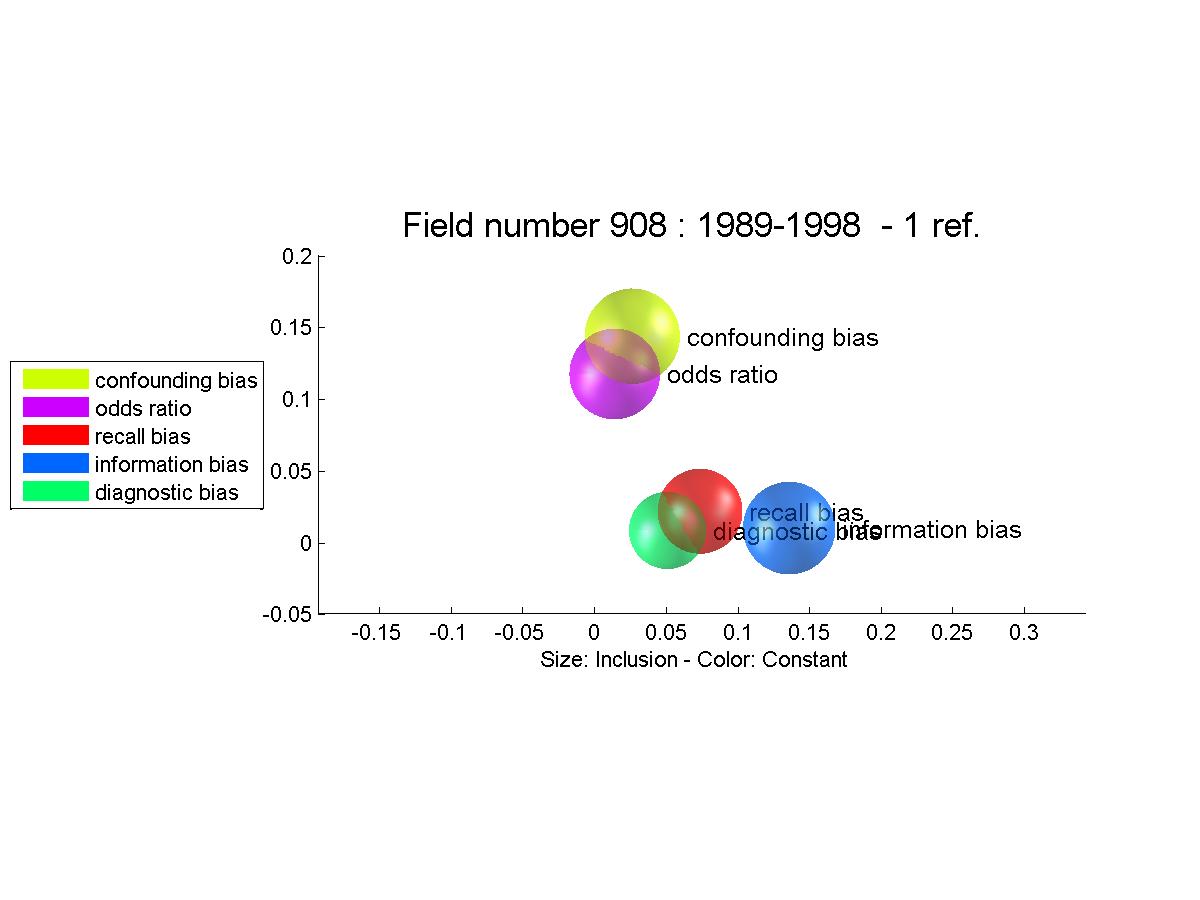 Field number 908 : 1989-1998 - 1 ref.
0.2
0.15
0.1
0.05
0
-0.05
confounding bias
odds ratio
recall bias
diagnostic bias
information bias
confounding bias
odds ratio
recall bias
information bias
diagnostic bias
-0.15 -0.1 -0.05 0 0.05 0.1 0.15 0.2 0.25 0.3
Size: Inclusion - Color: Constant